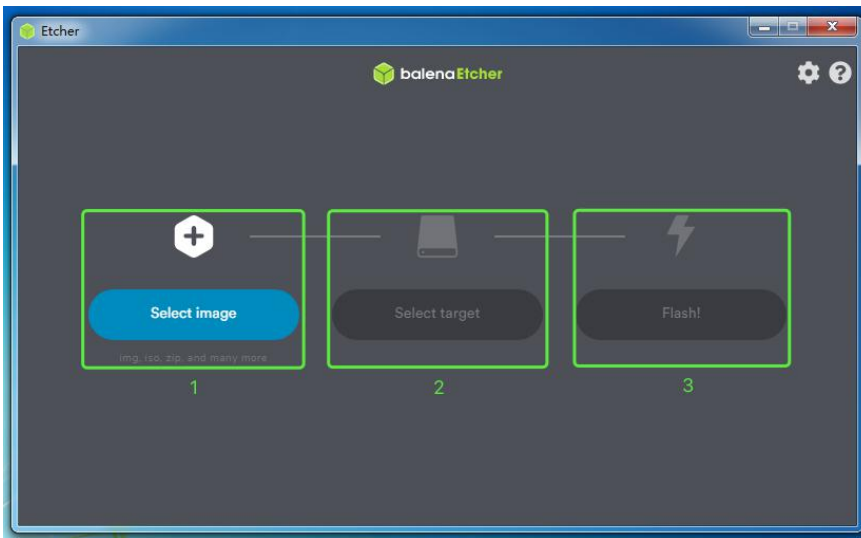 Etcher
balenaEtcher
Select image
Select target
Flash!
img, iso, zip, and many more
1
2
3